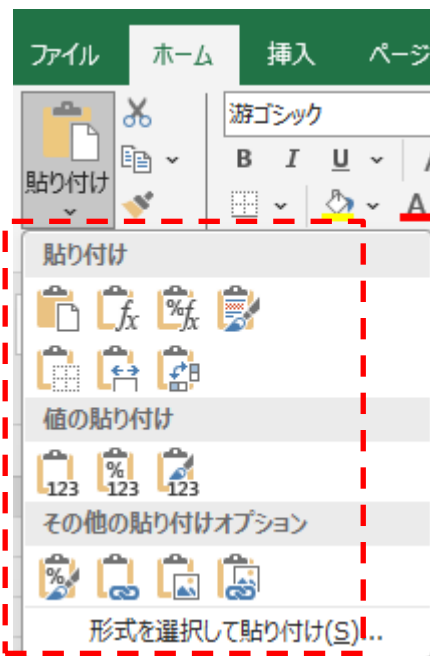 ファイル ホーム 挿入 ページ
貼り付け
游ゴシック
B I U A
貼り付け
fx %fx
値の貼り付け
123 % 123 123
その他の貼り付けオプション
%
形式を選択して貼り付け(S)...